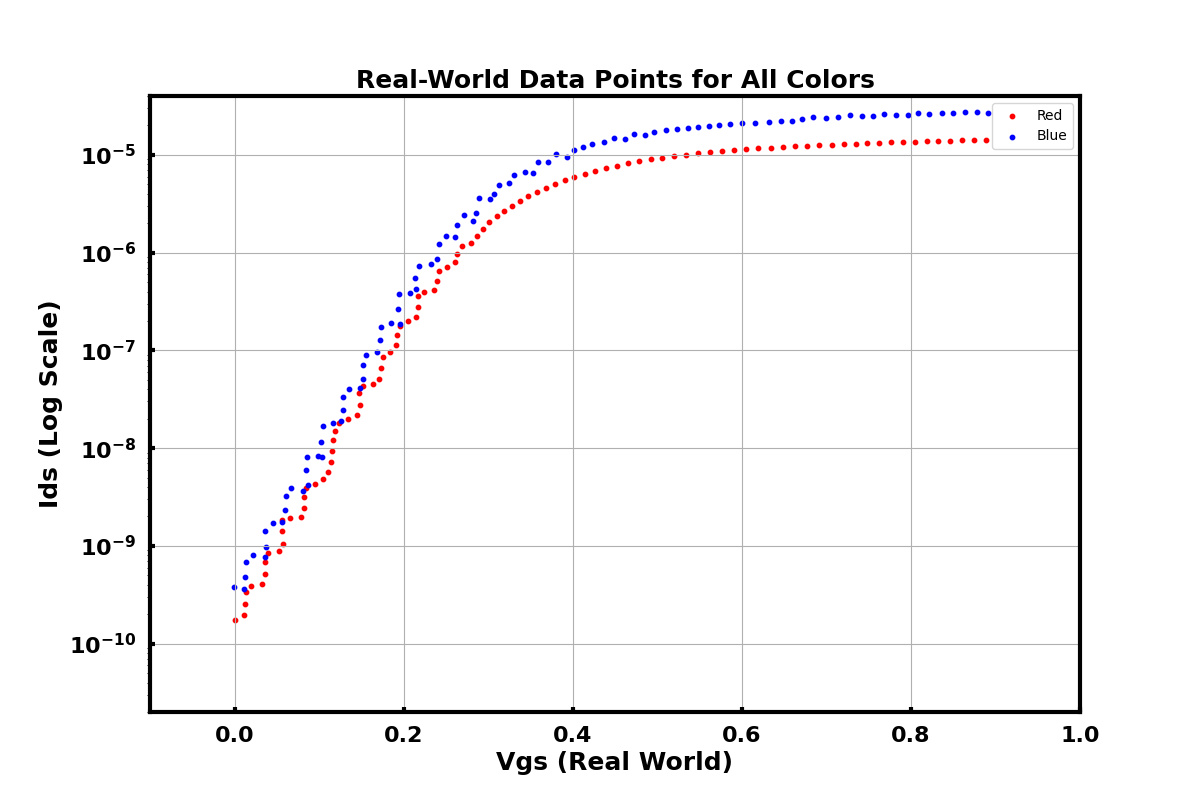 Real-World Data Points for All Colors
Red
Blue
Ids (Log Scale)
10⁻⁵
10⁻⁶
10⁻⁷
10⁻⁸
10⁻⁹
10⁻¹⁰
0.0 0.2 0.4 0.6 0.8 1.0
Vgs (Real World)